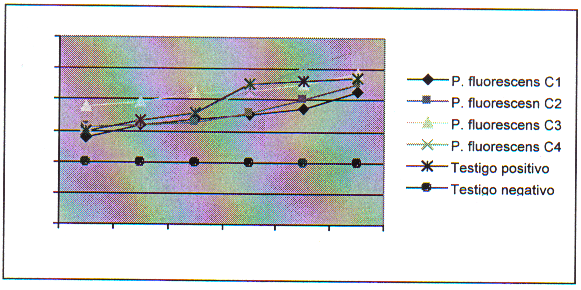 P. fluorescens C1
P. fluorescesn C2
P. fluorescens C3
P. fluorescens C4
Testigo positivo
Testigo negativo